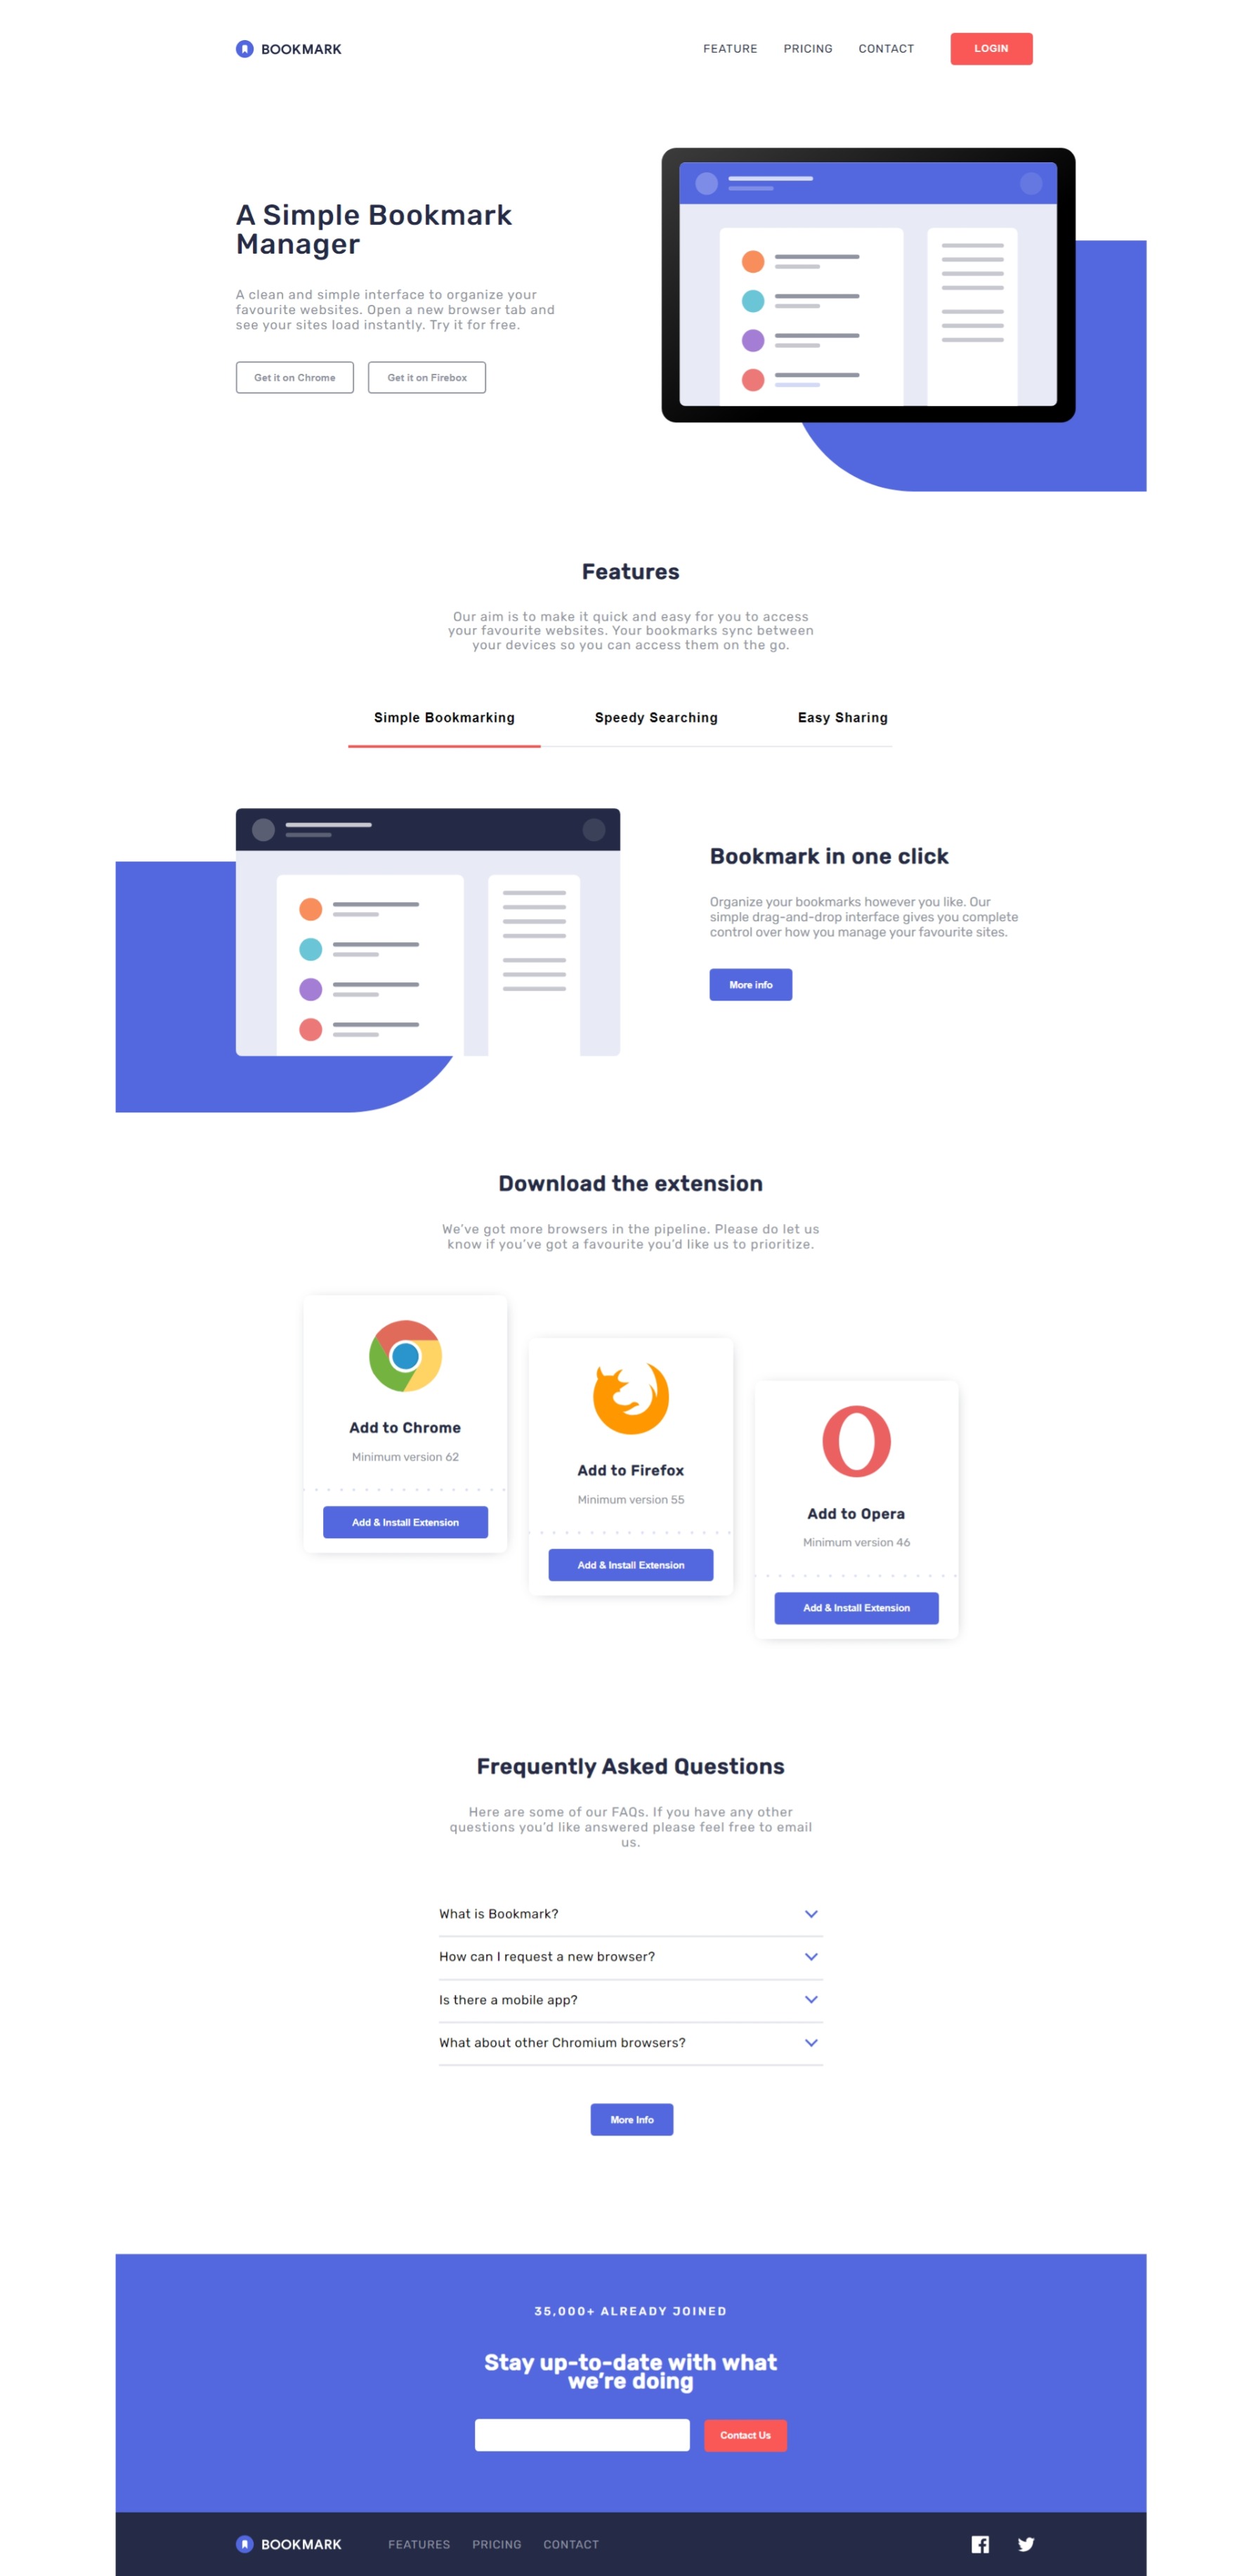 BOOKMARK
FEATURE PRICING CONTACT LOGIN
A Simple Bookmark
Manager
A clean and simple interface to organize your
favourite websites. Open a new browser tab and
see your sites load instantly. Try it for free.
Get it on Chrome Get it on Firebox
Features
Our aim is to make it quick and easy for you to access
your favourite websites. Your bookmarks sync between
your devices so you can access them on the go.
Simple Bookmarking Speedy Searching Easy Sharing
Bookmark in one click
Organize your bookmarks however you like. Our
simple drag-and-drop interface gives you complete
control over how you manage your favourite sites.
More info
Download the extension
We've got more browsers in the pipeline. Please do let us
know if you've got a favourite you'd like us to prioritize.
Add to Chrome
Minimum version 62
Add & Install Extension
Add to Firefox
Minimum version 55
Add & Install Extension
Add to Opera
Minimum version 46
Add & Install Extension
Frequently Asked Questions
Here are some of our FAQs. If you have any other
questions you'd like answered please feel free to email
us.
What is Bookmark?
How can I request a new browser?
Is there a mobile app?
What about other Chromium browsers?
More Info
35,000+ ALREADY JOINED
Stay up-to-date with what
we're doing
Contact Us
BOOKMARK FEATURES PRICING CONTACT